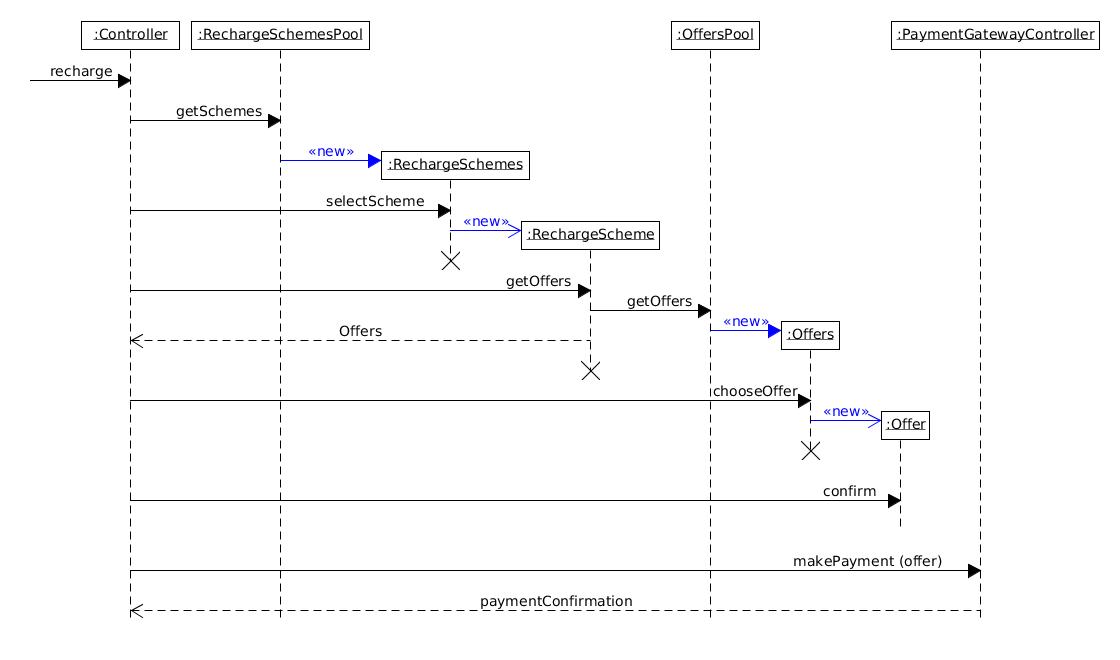 :Controller
:RechargeSchemesPool
:OffersPool
:PaymentGatewayController
recharge
getSchemes
«new»
:RechargeSchemes
selectScheme
«new»
:RechargeScheme
getOffers
getOffers
«new»
:Offers
Offers
chooseOffer
«new»
:Offer
confirm
makePayment (offer)
paymentConfirmation